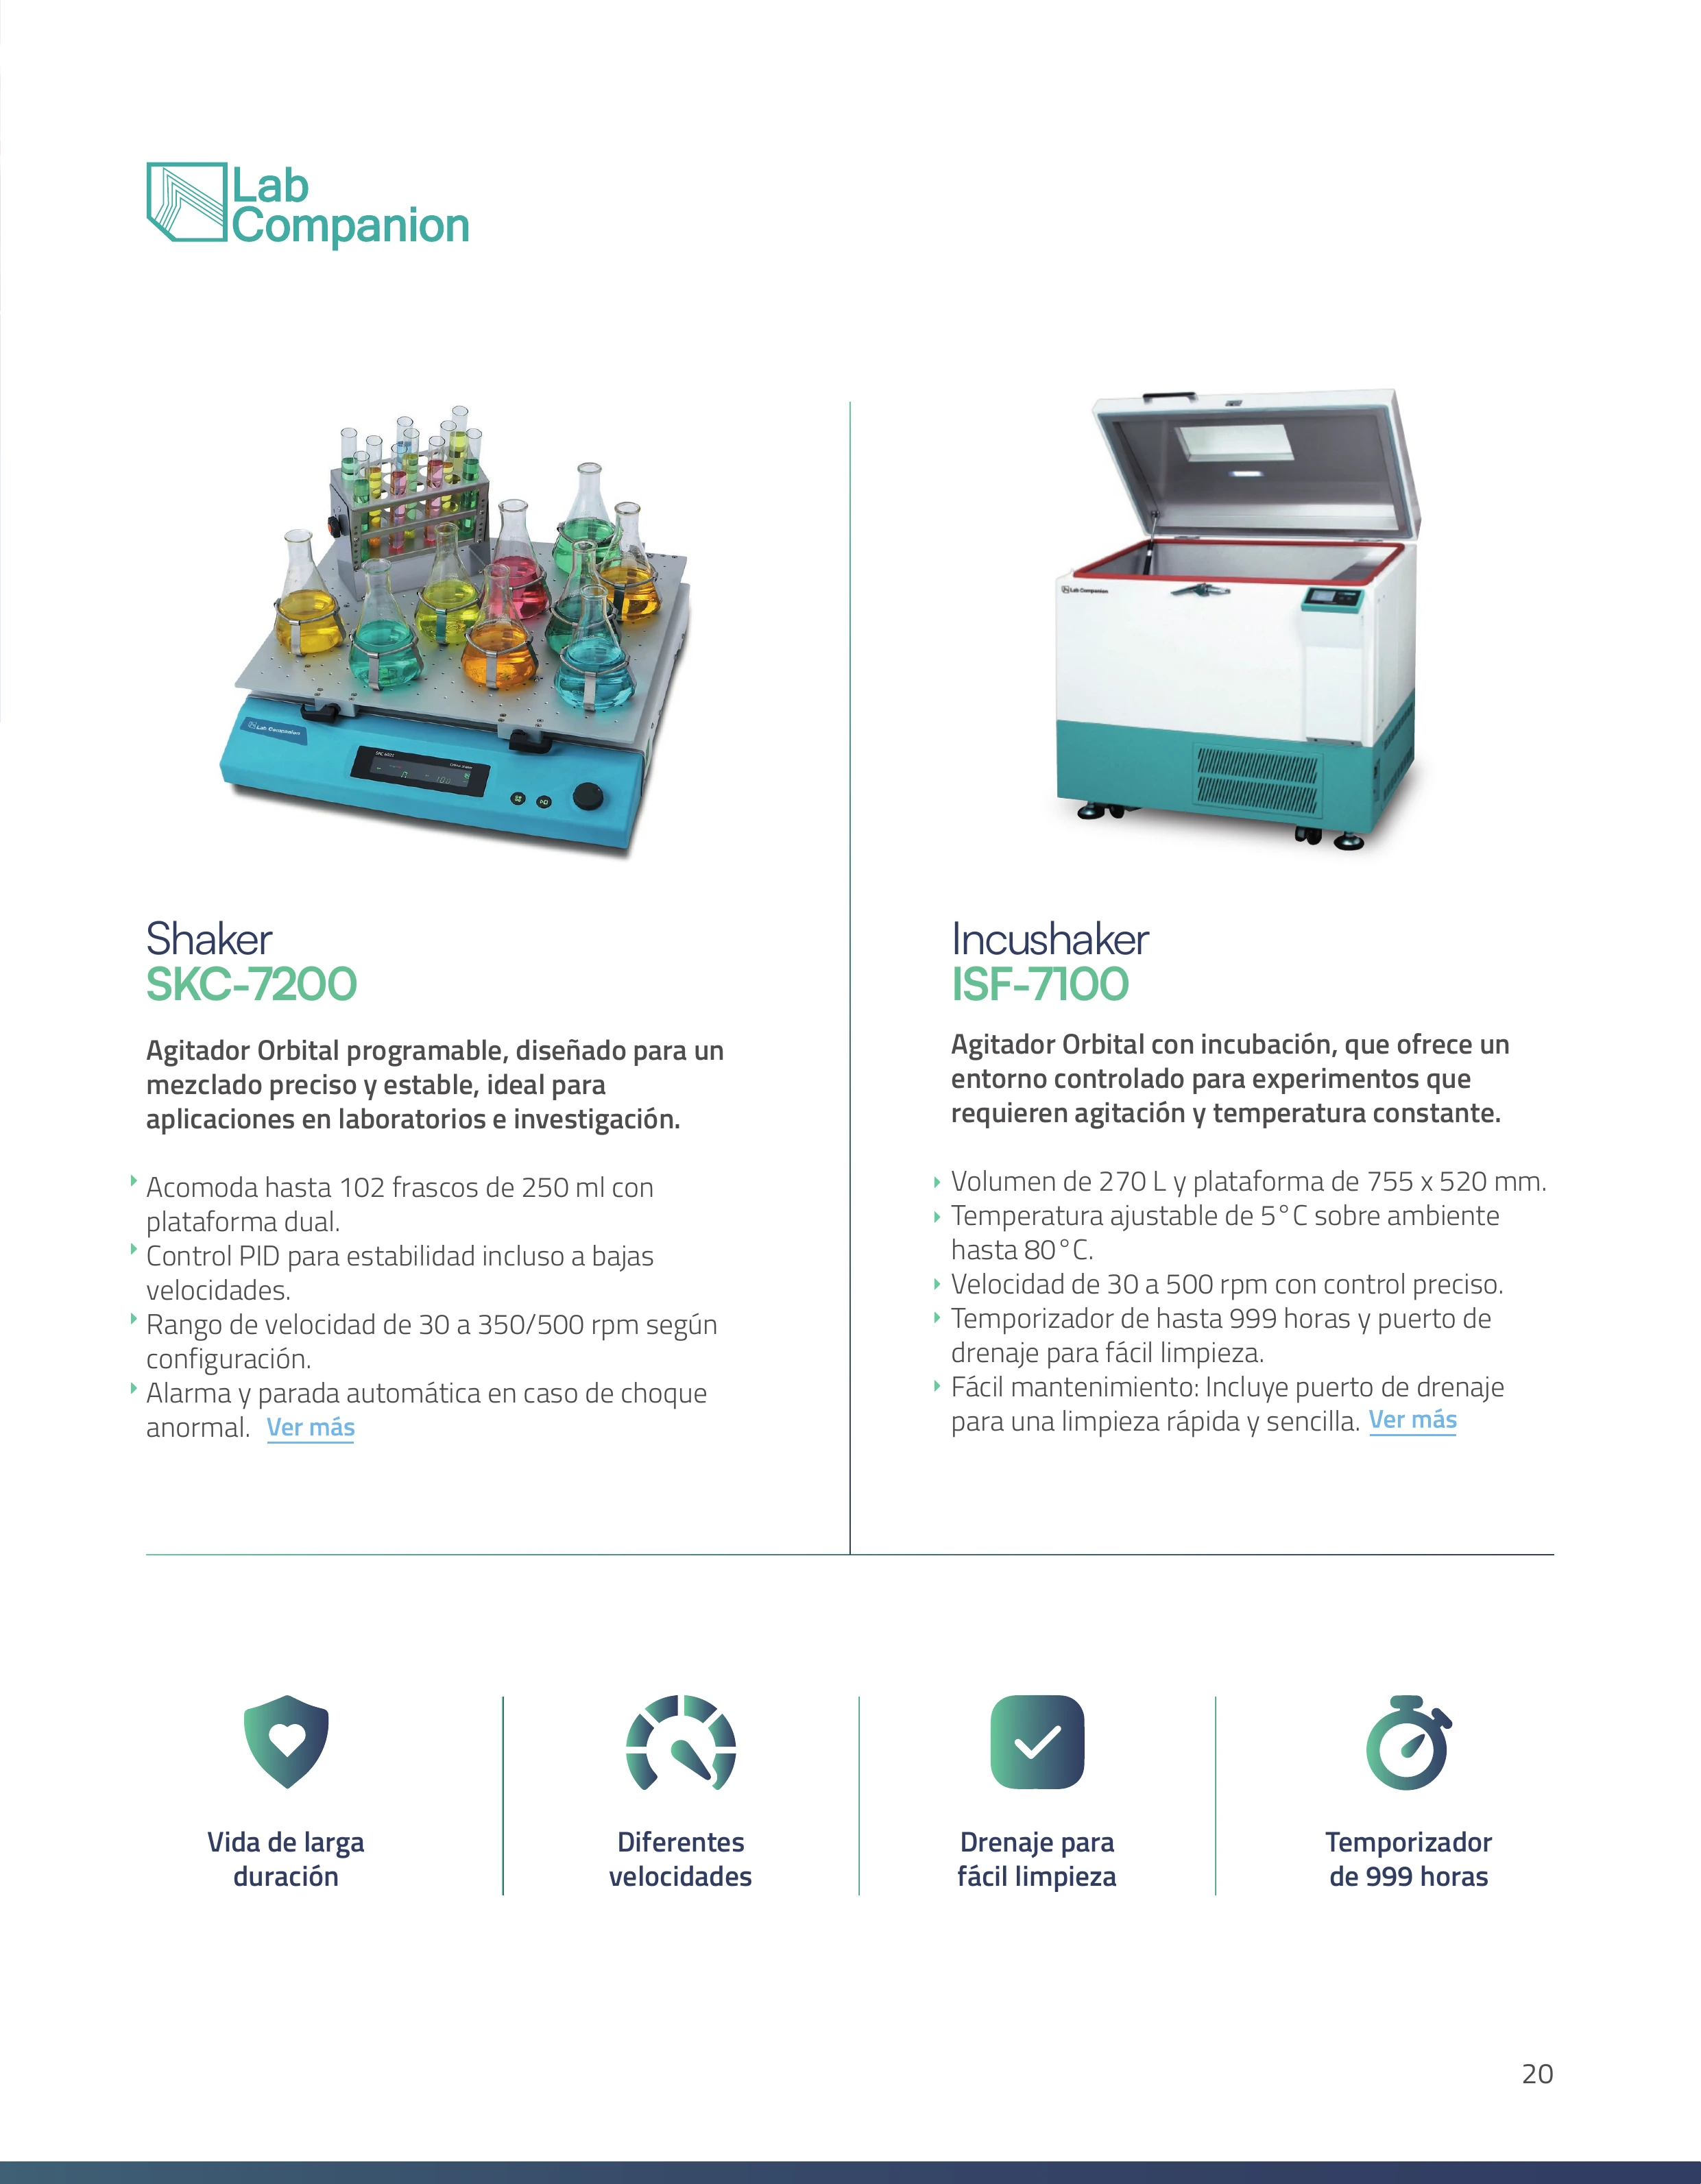 Lab
Companion
Lab Companion
Lab Companion
Shaker
SKC-7200
Agitador Orbital programable, diseñado para un
mezclado preciso y estable, ideal para
aplicaciones en laboratorios e investigación.
Acomoda hasta 102 frascos de 250 ml con
plataforma dual.
Control PID para estabilidad incluso a bajas
velocidades.
Rango de velocidad de 30 a 350/500 rpm según
configuración.
Alarma y parada automática en caso de choque
anormal. Ver más
Incushaker
ISF-7100
Agitador Orbital con incubación, que ofrece un
entorno controlado para experimentos que
requieren agitación y temperatura constante.
Volumen de 270 L y plataforma de 755 x 520 mm.
Temperatura ajustable de 5°C sobre ambiente
hasta 80°C.
Velocidad de 30 a 500 rpm con control preciso.
Temporizador de hasta 999 horas y puerto de
drenaje para fácil limpieza.
Fácil mantenimiento: Incluye puerto de drenaje
para una limpieza rápida y sencilla. Ver más
Vida de larga
duración
Diferentes
velocidades
Drenaje para
fácil limpieza
Temporizador
de 999 horas
20